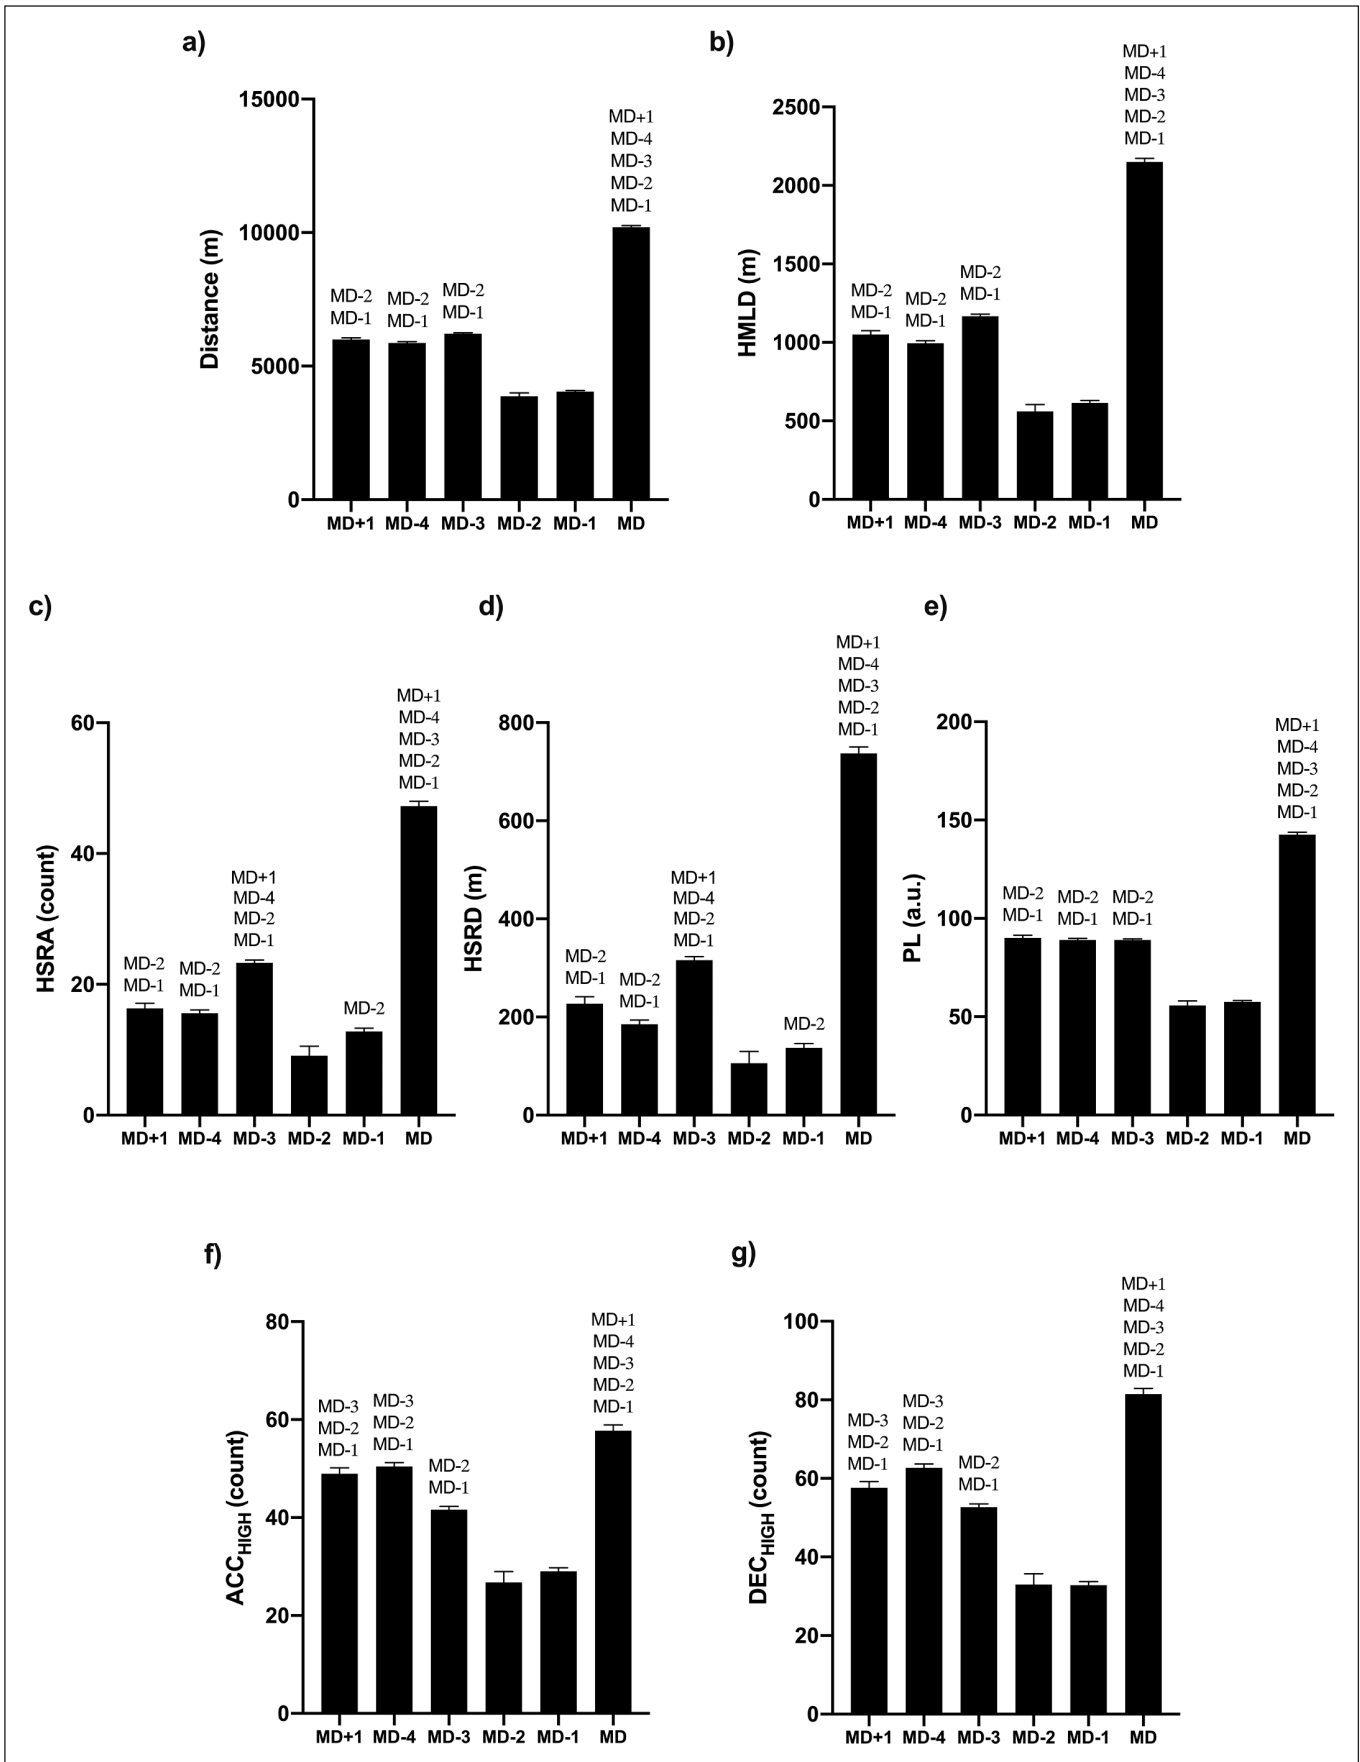 a)
15000
10000
5000
0
Distance (m)
MD-2
MD-1
MD-2
MD-1
MD-2
MD-1
MD+1
MD-4
MD-3
MD-2
MD-1
MD+1 MD-4 MD-3 MD-2 MD-1 MD
b)
2500
2000
1500
1000
500
0
HMLD (m)
MD-2
MD-1
MD-2
MD-1
MD-2
MD-1
MD+1
MD-4
MD-3
MD-2
MD-1
MD+1 MD-4 MD-3 MD-2 MD-1 MD
c)
60
40
20
0
HSRA (count)
MD-2
MD-1
MD-2
MD-1
MD+1
MD-4
MD-2
MD-1
MD-2
MD+1
MD-4
MD-3
MD-2
MD-1
MD+1 MD-4 MD-3 MD-2 MD-1 MD
d)
800
600
400
200
0
HSRD (m)
MD-2
MD-1
MD-2
MD-1
MD+1
MD-4
MD-2
MD-1
MD-2
MD+1
MD-4
MD-3
MD-2
MD-1
MD+1 MD-4 MD-3 MD-2 MD-1 MD
e)
200
150
100
50
0
PL (a.u.)
MD-2
MD-1
MD-2
MD-1
MD-2
MD-1
MD+1
MD-4
MD-3
MD-2
MD-1
MD+1 MD-4 MD-3 MD-2 MD-1 MD
f)
80
60
40
20
0
ACCHIGH (count)
MD-3
MD-2
MD-1
MD-3
MD-2
MD-1
MD-2
MD-1
MD+1
MD-4
MD-3
MD-2
MD-1
MD+1 MD-4 MD-3 MD-2 MD-1 MD
g)
100
80
60
40
20
0
DECHIGH (count)
MD-3
MD-2
MD-1
MD-3
MD-2
MD-1
MD-2
MD-1
MD+1
MD-4
MD-3
MD-2
MD-1
MD+1 MD-4 MD-3 MD-2 MD-1 MD